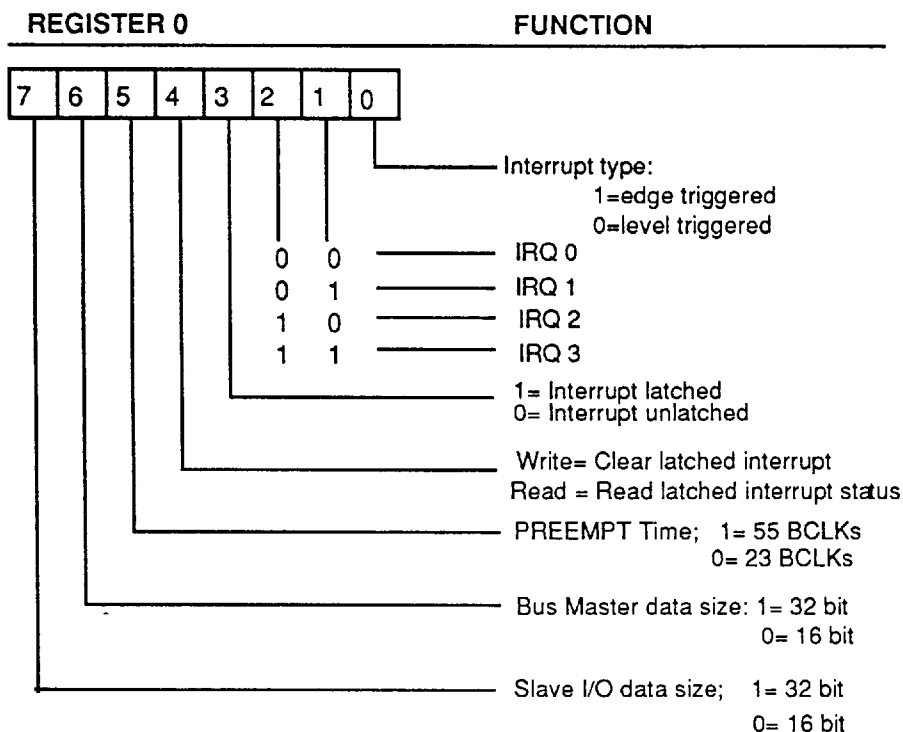 REGISTER 0 FUNCTION
7 6 5 4 3 2 1 0
Interrupt type:
1=edge triggered
0=level triggered
0 0 IRQ 0
0 1 IRQ 1
1 0 IRQ 2
1 1 IRQ 3
1= Interrupt latched
0= Interrupt unlatched
Write= Clear latched interrupt
Read = Read latched interrupt status
PREEMPT Time; 1= 55 BCLKs
0= 23 BCLKs
Bus Master data size: 1= 32 bit
0= 16 bit
Slave I/O data size; 1= 32 bit
0= 16 bit